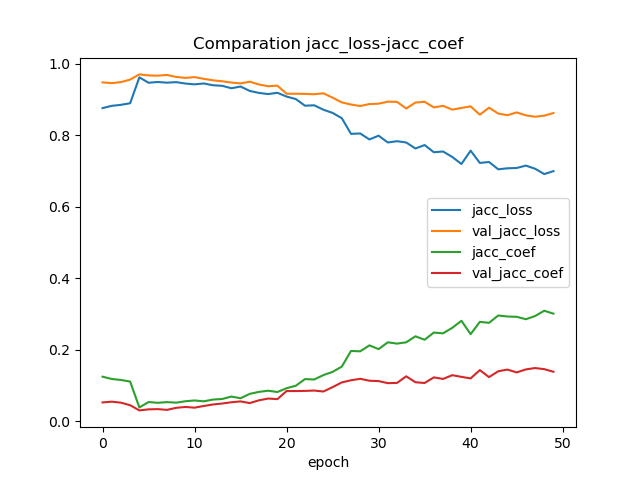 Comparation jacc_loss-jacc_coef
1.0
0.8
0.6
0.4
0.2
0.0
jacc_loss
val_jacc_loss
jacc_coef
val_jacc_coef
0 10 20 30 40 50
epoch